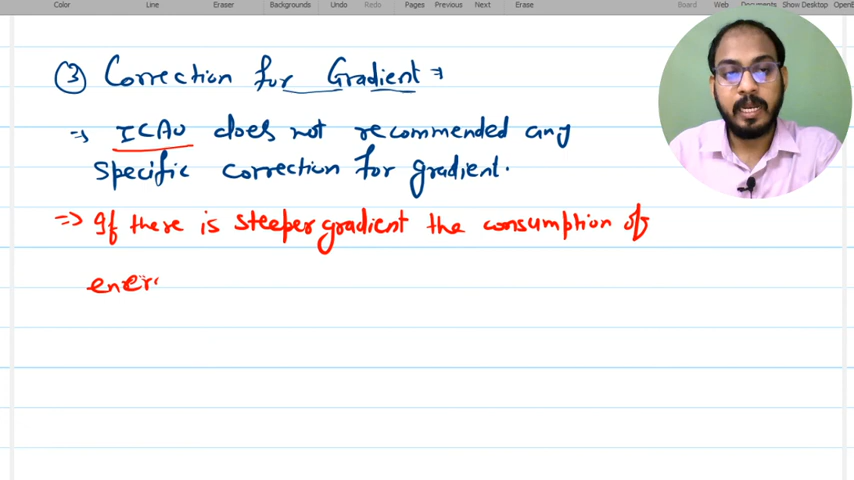 Color Line Eraser Backgrounds Undo Redo Pages Previous Next Erase Board Web Documents Show Desktop
③ Correction for Gradient →
⇒ ICAO does not recommended any
specific correction for gradient.
⇒ If there is steeper gradient the consumption of
ener